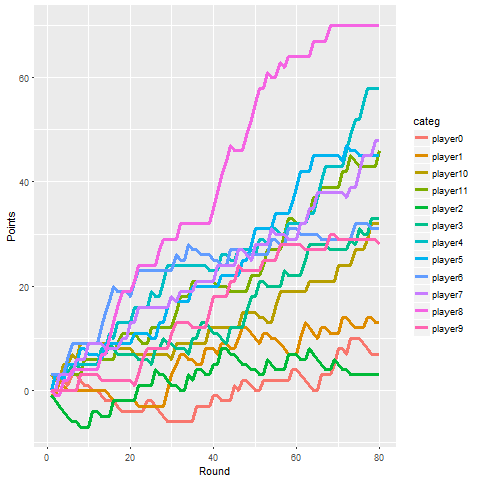 60
40
20
0
Points
0
20
40
60
80
Round
categ
player0
player1
player10
player11
player2
player3
player4
player5
player6
player7
player8
player9